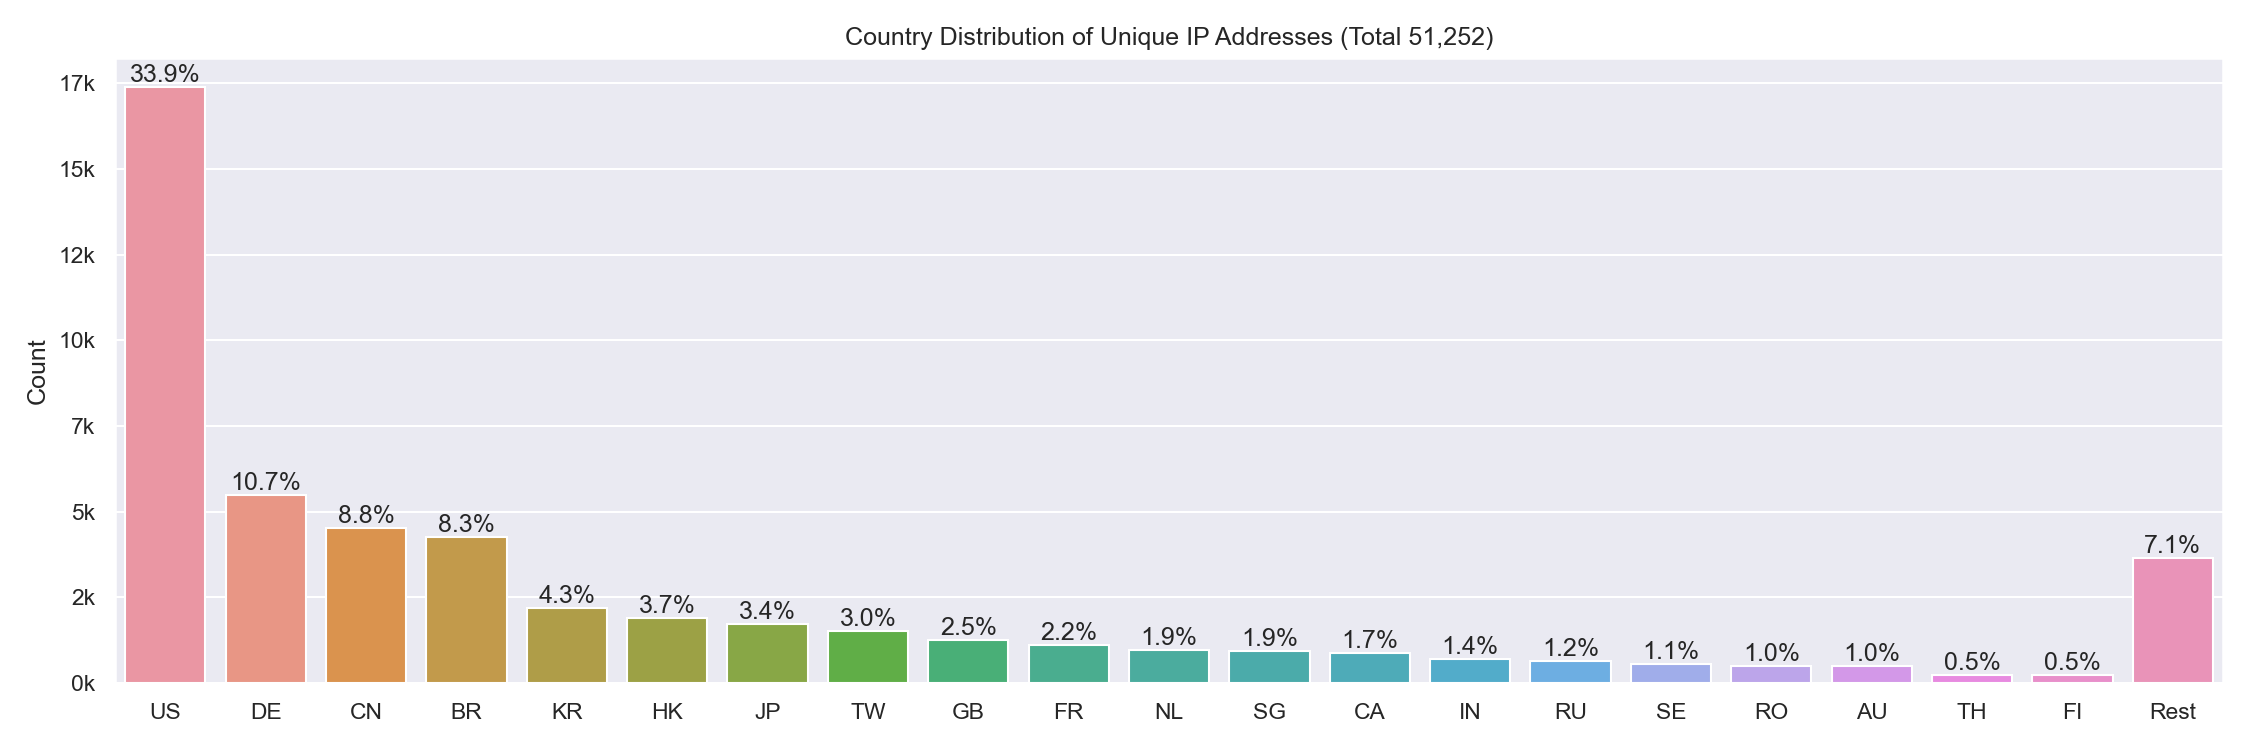 Country Distribution of Unique IP Addresses (Total 51,252)
Count
17k
15k
12k
10k
7k
5k
2k
0k
33.9%
10.7%
8.8%
8.3%
4.3%
3.7%
3.4%
3.0%
2.5%
2.2%
1.9%
1.9%
1.7%
1.4%
1.2%
1.1%
1.0%
1.0%
0.5%
0.5%
7.1%
US DE CN BR KR HK JP TW GB FR NL SG CA IN RU SE RO AU TH FI Rest